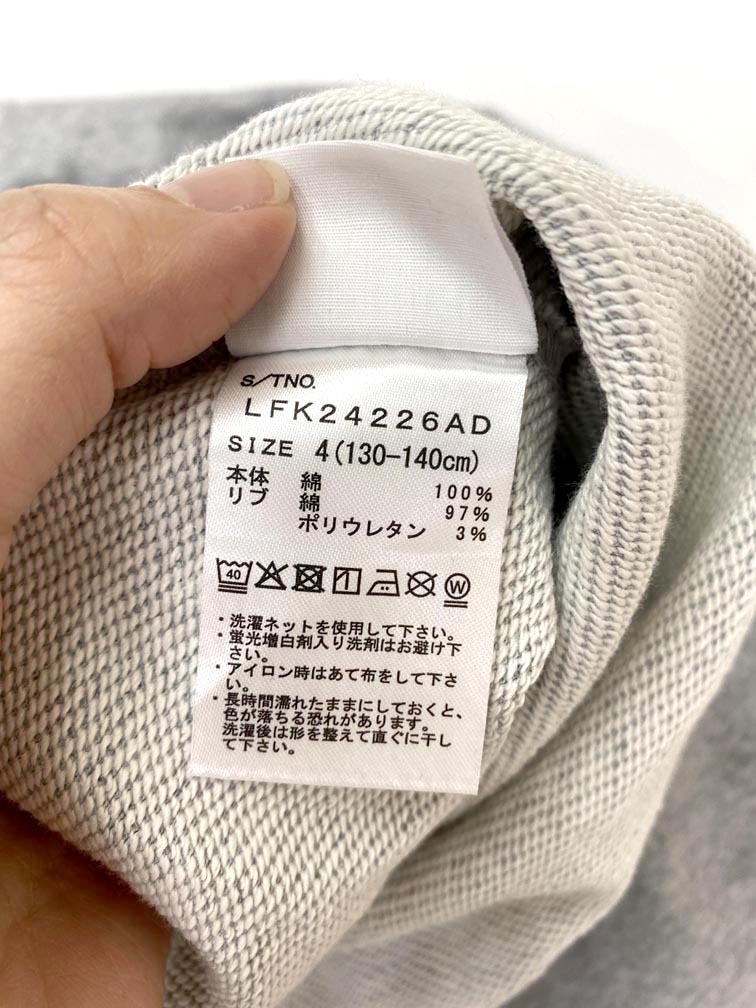 S/TNO.
LFK24226AD
SIZE 4(130-140cm)
本体 綿 100%
リブ 綿 97%
ポリウレタン 3%
40 W
・洗濯ネットを使用して下さい。
・蛍光増白剤入り洗剤はお避け下
さい。
・アイロン時はあて布をして下さ
い。
・長時間濡れたままにしておくと、
色が落ちる恐れがあります。
洗濯後は形を整えて直ぐに干し
て下さい。